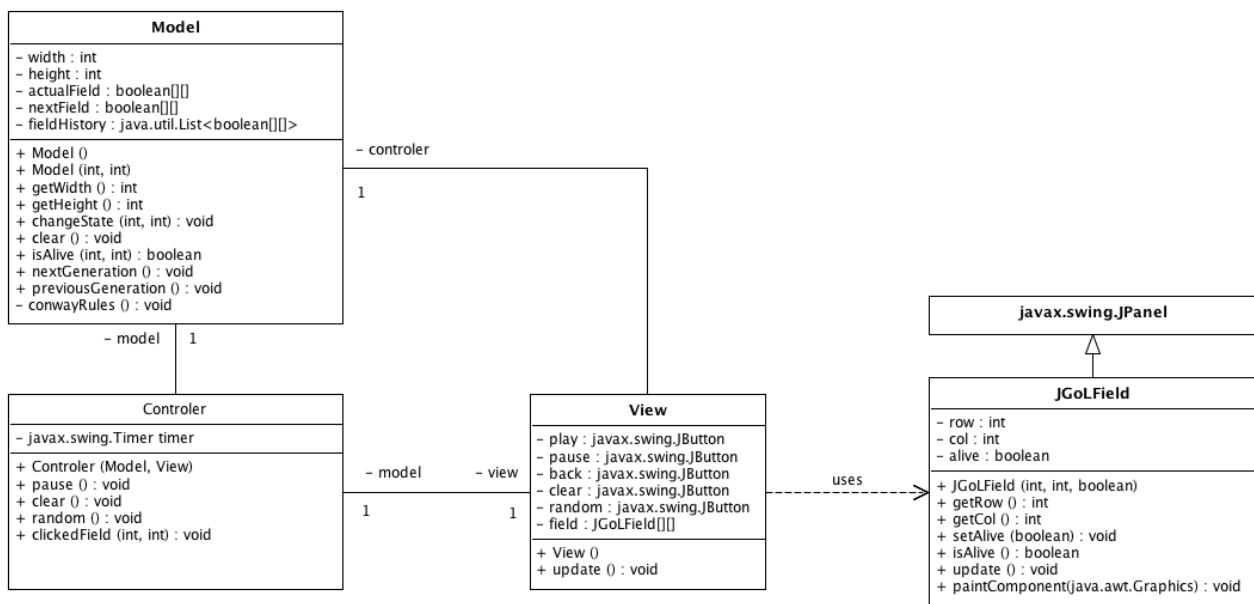 Model
- width : int
- height : int
- actualField : boolean[][]
- nextField : boolean[][]
- fieldHistory : java.util.List<boolean[][]>
+ Model ()
+ Model (int, int)
+ getWidth () : int
+ getHeight () : int
+ changeState (int, int) : void
+ clear () : void
+ isAlive (int, int) : boolean
+ nextGeneration () : void
+ previousGeneration () : void
- conwayRules () : void
- controler
1
- model
1
Controler
- javax.swing.Timer timer
+ Controler (Model, View)
+ pause () : void
+ clear () : void
+ random () : void
+ clickedField (int, int) : void
- model
1
- view
1
View
- play : javax.swing.JButton
- pause : javax.swing.JButton
- back : javax.swing.JButton
- clear : javax.swing.JButton
- random : javax.swing.JButton
- field : JGoLField[][]
+ View ()
+ update () : void
uses
javax.swing.JPanel
JGoLField
- row : int
- col : int
- alive : boolean
+ JGoLField (int, int, boolean)
+ getRow () : int
+ getCol () : int
+ setAlive (boolean) : void
+ isAlive () : boolean
+ update () : void
+ paintComponent(java.awt.Graphics) : void